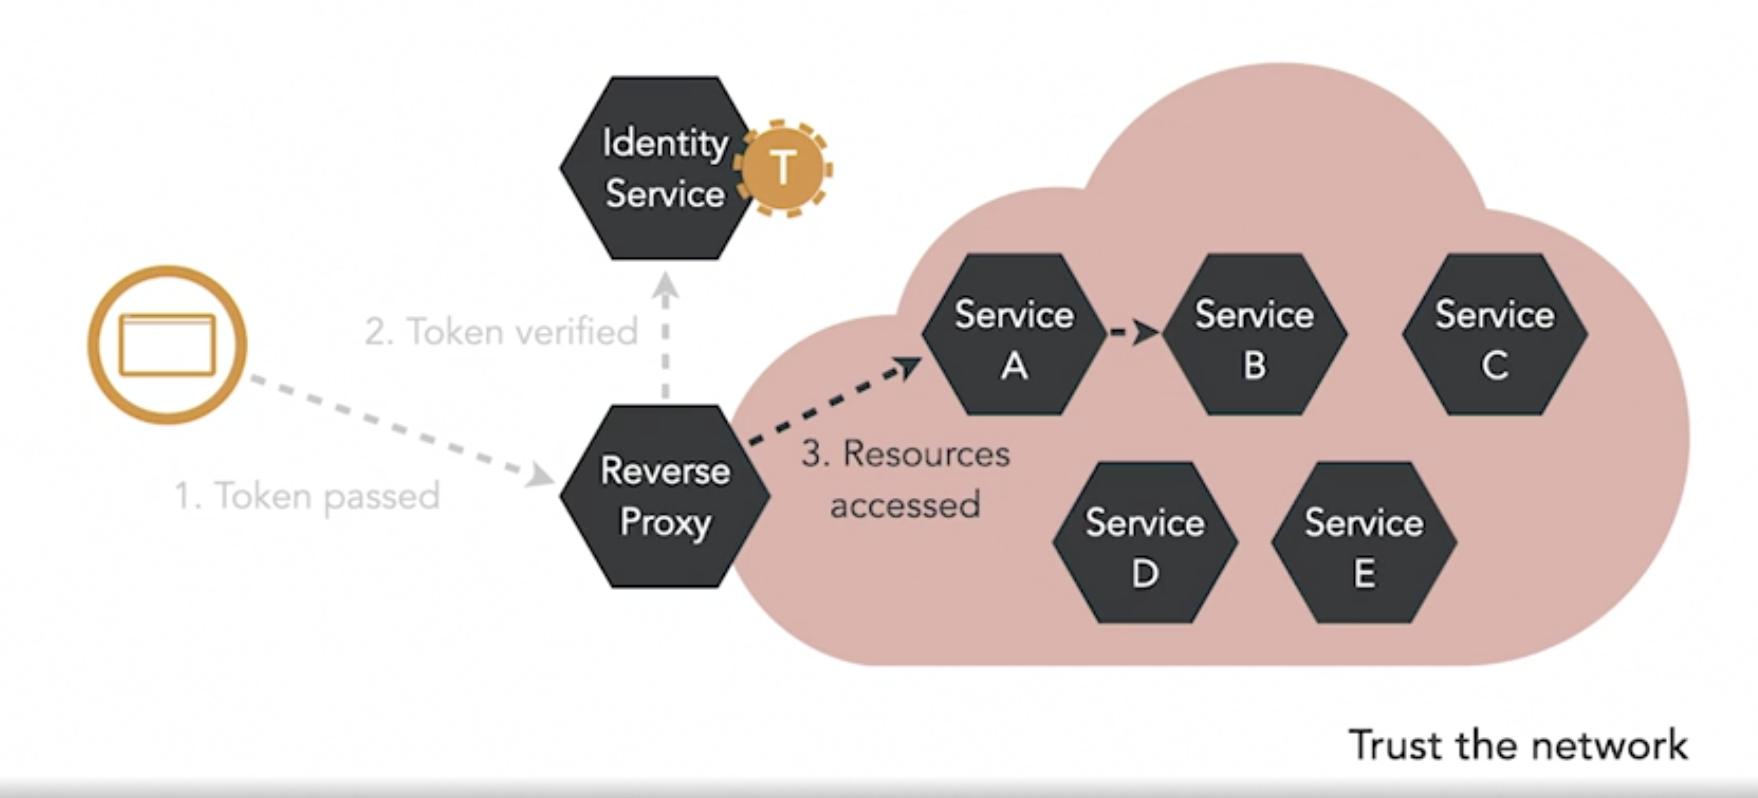 Identity
Service
T
2. Token verified
1. Token passed
Reverse
Proxy
3. Resources
accessed
Service
A
Service
B
Service
C
Service
D
Service
E
Trust the network